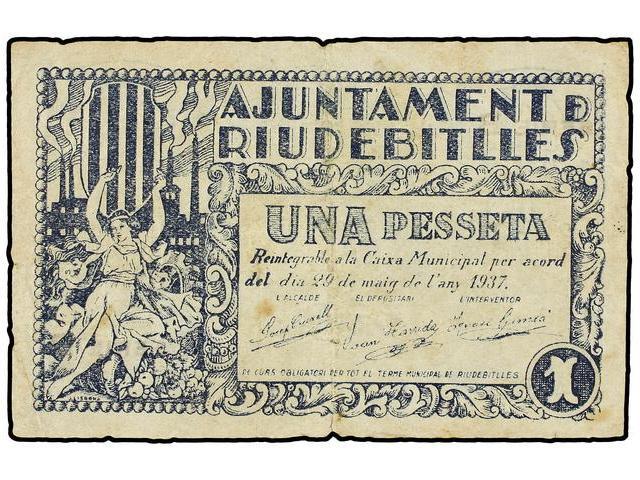 AJUNTAMENT D
RIUDEBITLLES
UNA PESSETA
Reintegrable a la Caixa Municipal per acord
del dia 29 de maig de l'any 1937.
L'ALCALDE EL DEPOSITARI L'INTERVENTOR
DE CURS OBLIGATORI PER TOT EL TERME MUNICIPAL DE RIUDEBITLLES
1